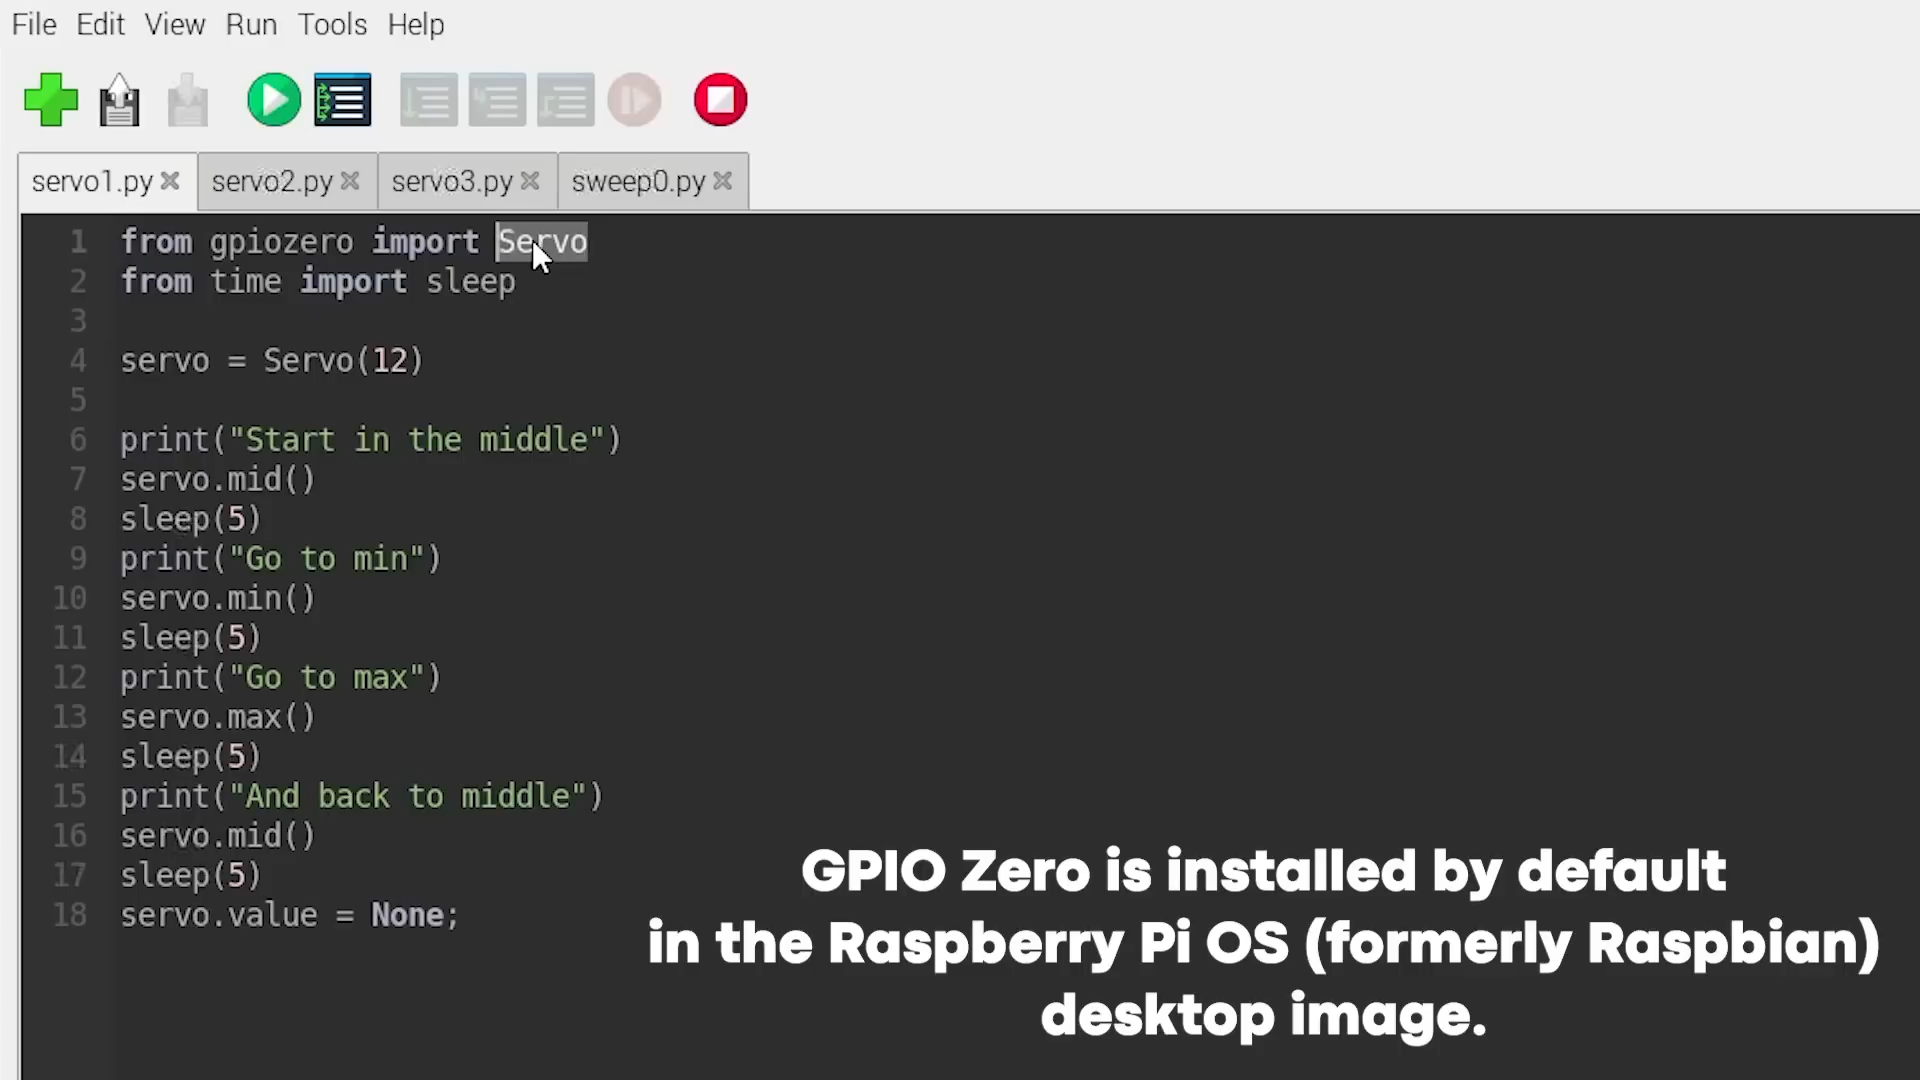 File Edit View Run Tools Help
servo1.py servo2.py servo3.py sweep0.py
1 from gpiozero import Servo
2 from time import sleep
3
4 servo = Servo(12)
5
6 print("Start in the middle")
7 servo.mid()
8 sleep(5)
9 print("Go to min")
10 servo.min()
11 sleep(5)
12 print("Go to max")
13 servo.max()
14 sleep(5)
15 print("And back to middle")
16 servo.mid()
17 sleep(5)
18 servo.value = None;
GPIO Zero is installed by default
in the Raspberry Pi OS (formerly Raspbian)
desktop image.